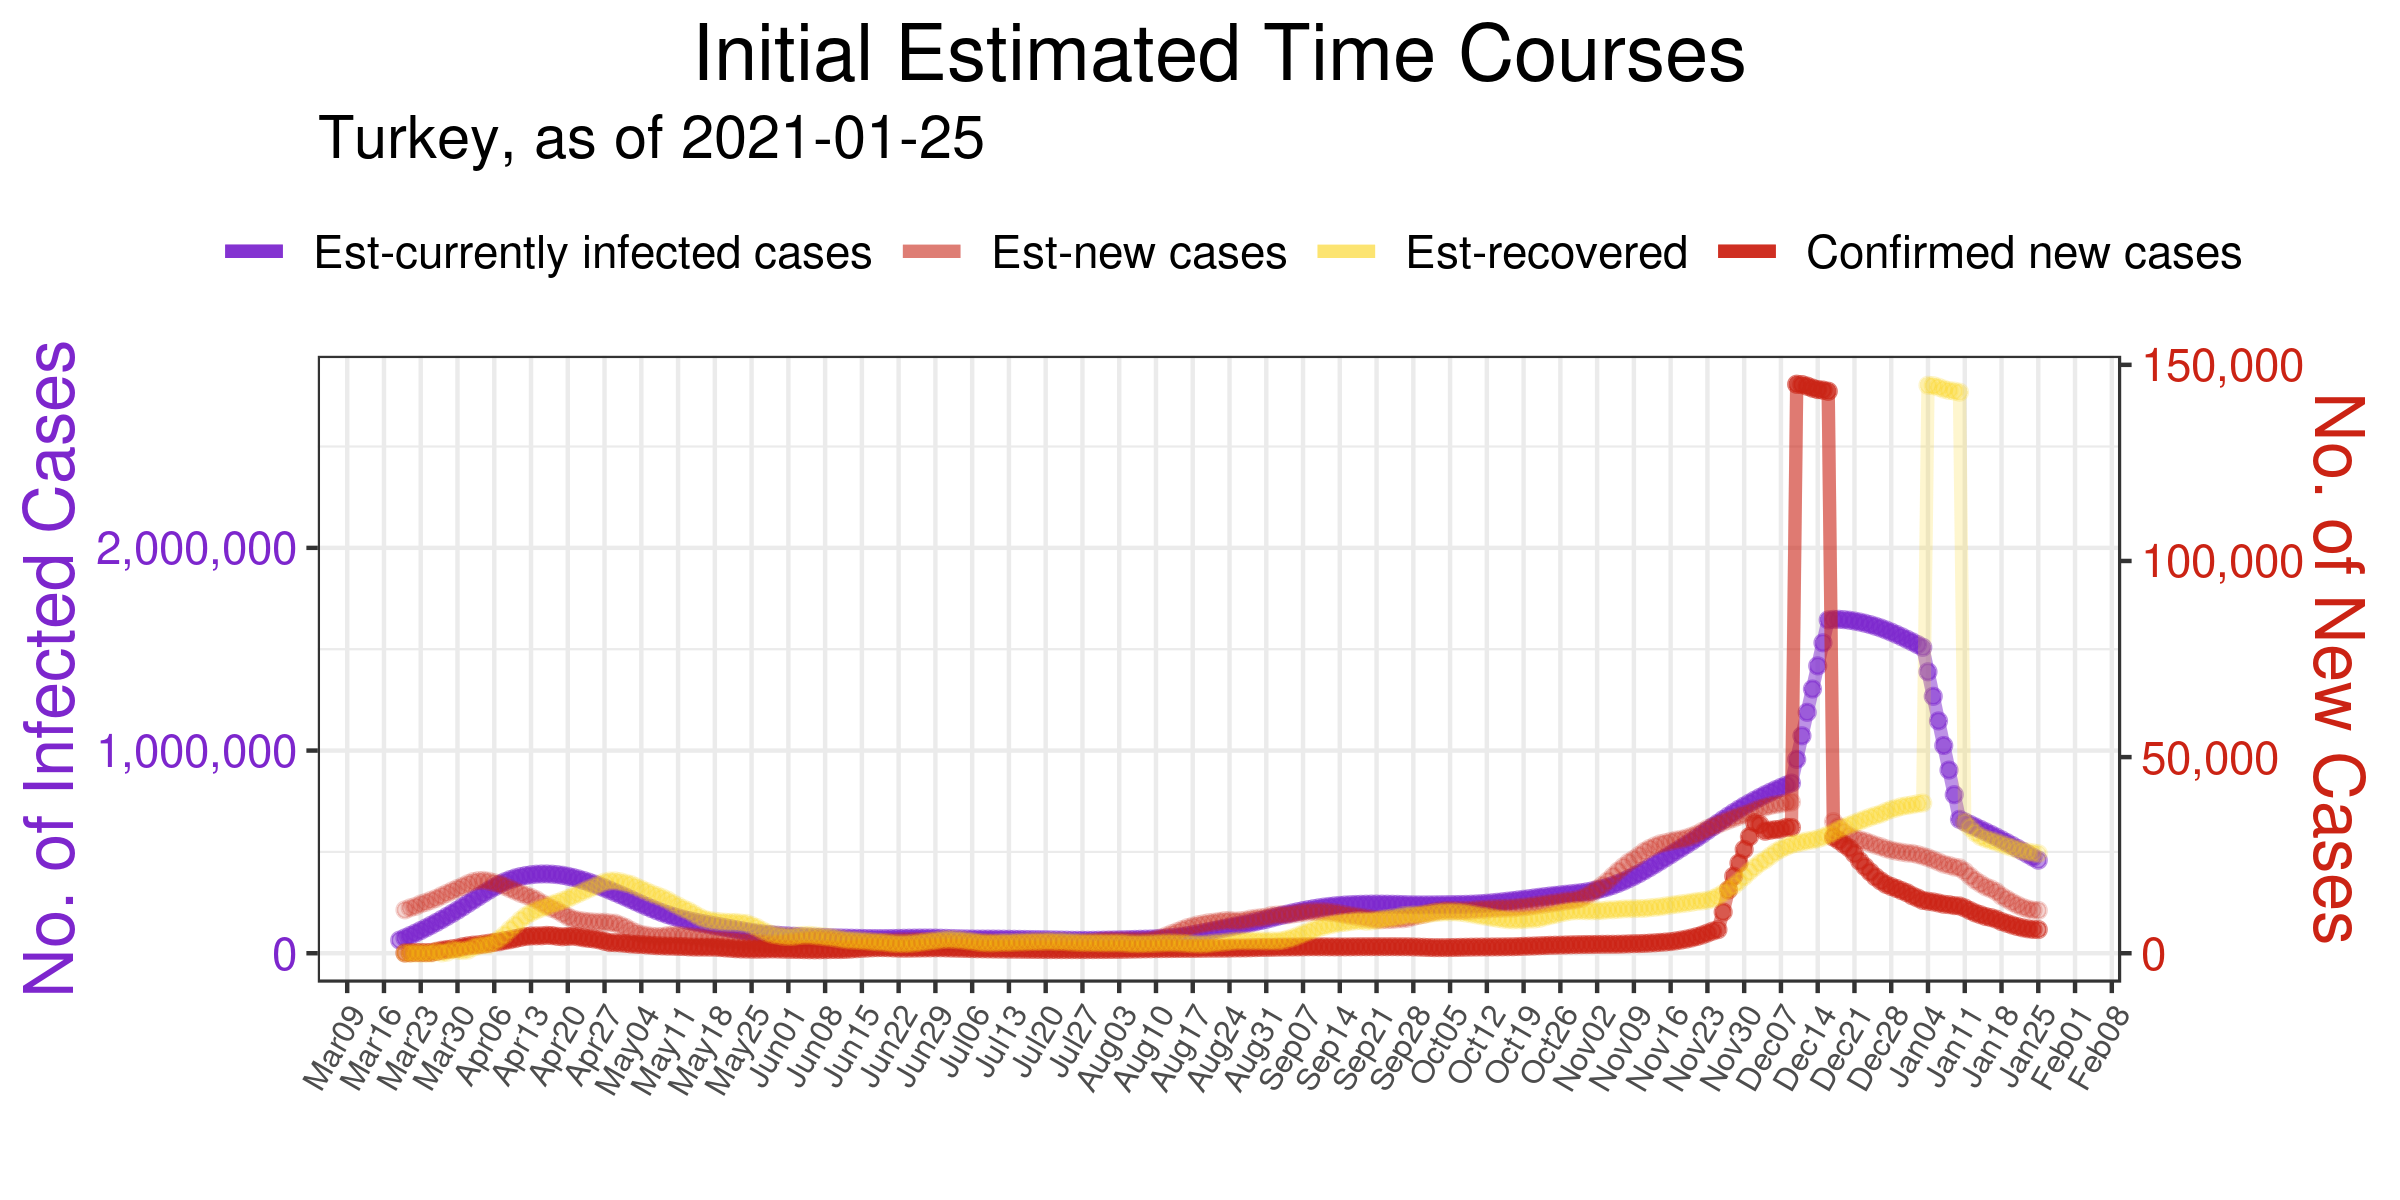 Initial Estimated Time Courses
Turkey, as of 2021-01-25
Est-currently infected cases Est-new cases Est-recovered Confirmed new cases
No. of Infected Cases
2,000,000
1,000,000
0
150,000
100,000
50,000
0
No. of New Cases
Mar09 Mar16 Mar23 Mar30 Apr06 Apr13 Apr20 Apr27 May04 May11 May18 May25 Jun01 Jun08 Jun15 Jun22 Jun29 Jul06 Jul13 Jul20 Jul27 Aug03 Aug10 Aug17 Aug24 Aug31 Sep07 Sep14 Sep21 Sep28 Oct05 Oct12 Oct19 Oct26 Nov02 Nov09 Nov16 Nov23 Nov30 Dec07 Dec14 Dec21 Dec28 Jan04 Jan11 Jan18 Jan25 Feb01 Feb08